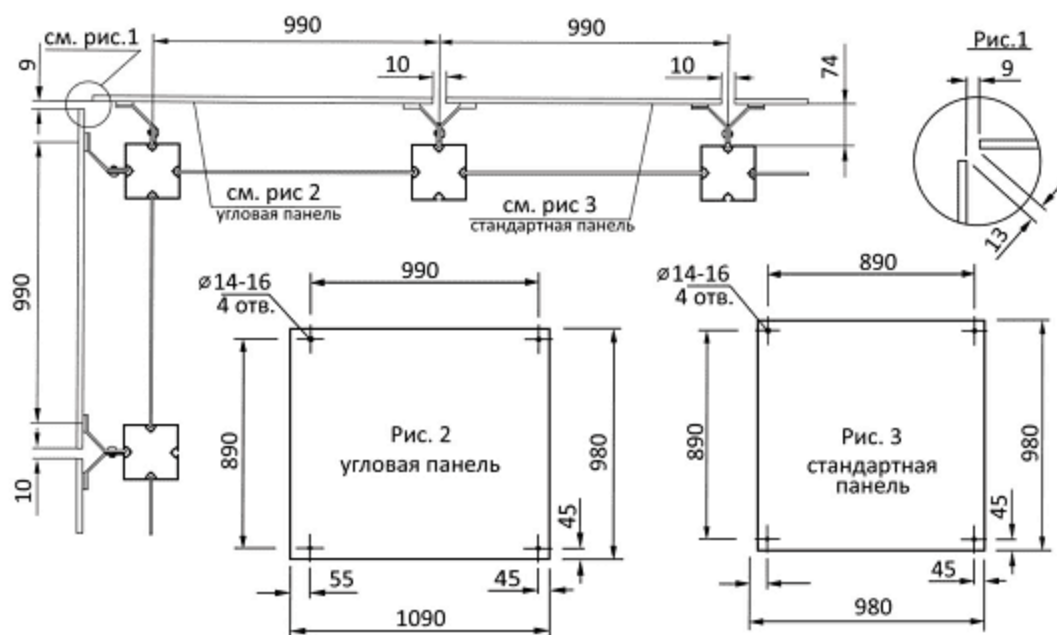 990
990
см. рис.1
9
10
10
74
Рис.1
9
13
см. рис 2
угловая панель
см. рис 3
стандартная панель
990
10
ø14-16
4 отв.
990
890
Рис. 2
угловая панель
980
45
55
45
1090
ø14-16
4 отв.
890
890
Рис. 3
стандартная
панель
980
45
45
980